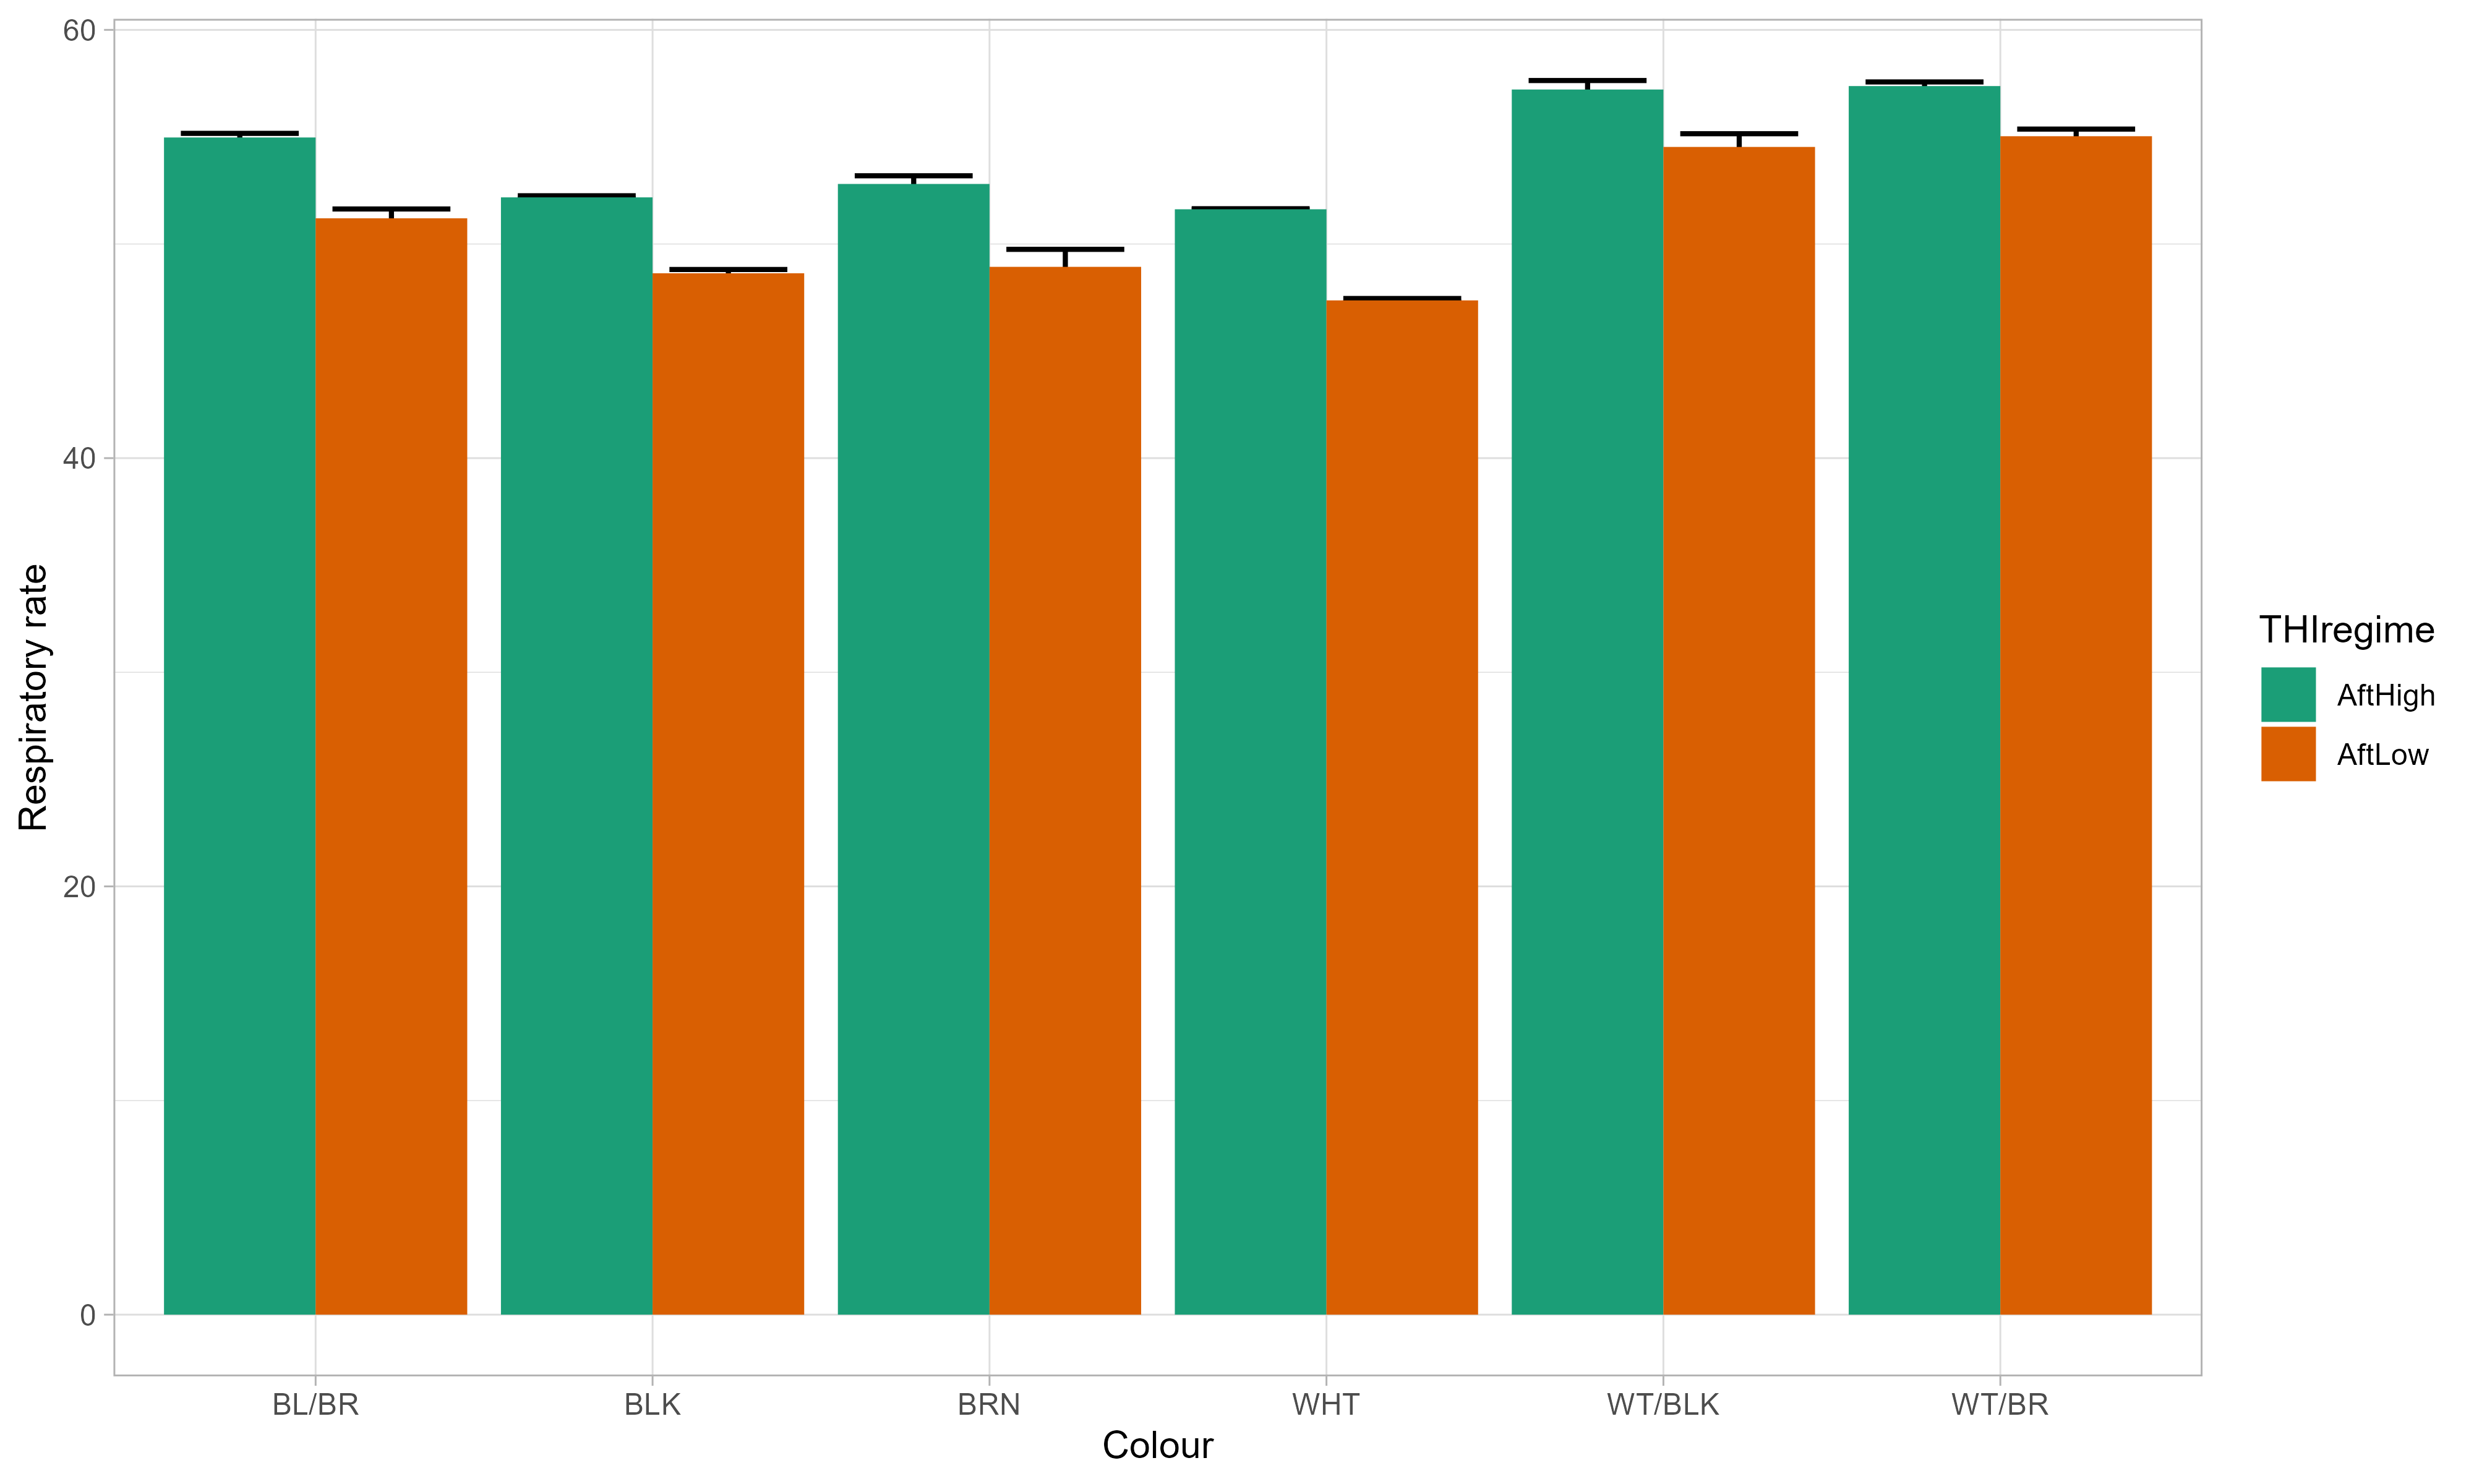 60
40
20
0
Respiratory rate
BL/BR BLK BRN WHT WT/BLK WT/BR
Colour
THIregime
AftHigh
AftLow